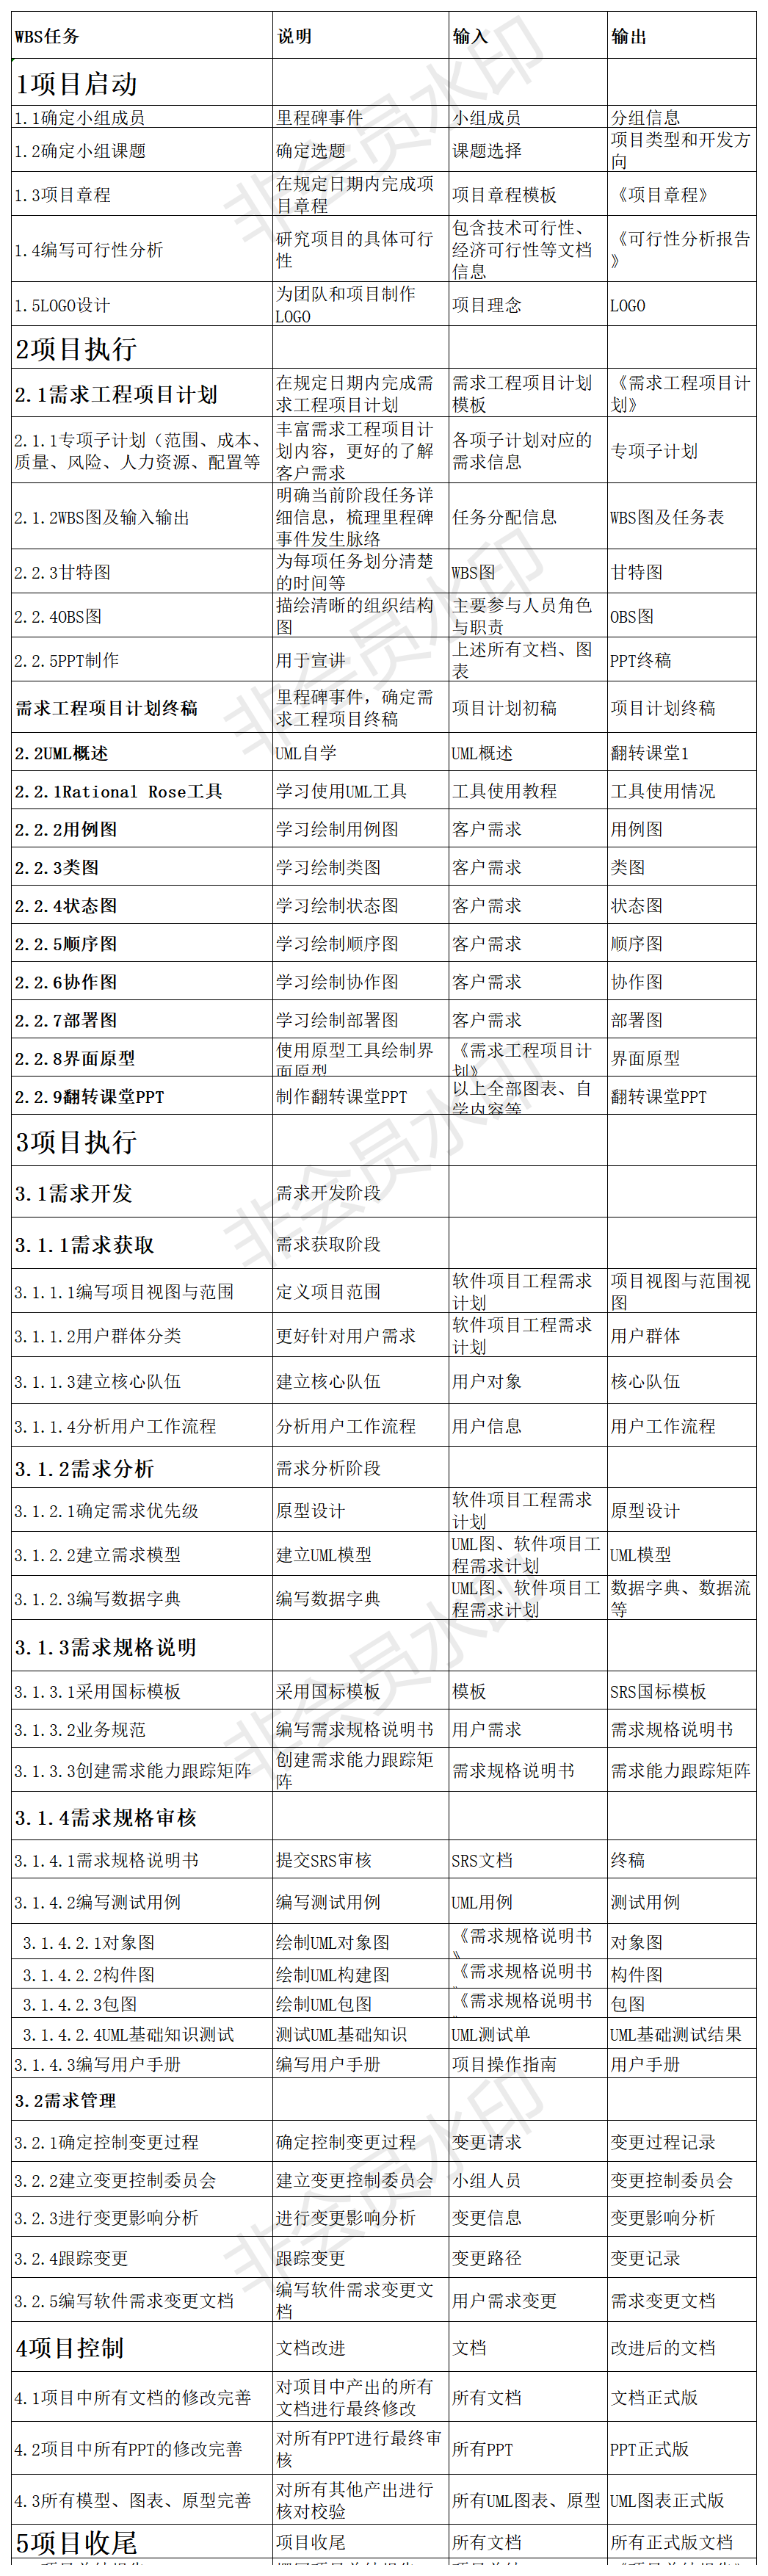 WBS任务 说明 输入 输出
1项目启动
1.1确定小组成员 里程碑事件 小组成员 分组信息
1.2确定小组课题 确定选题 课题选择 项目类型和开发方
向
1.3项目章程 在规定日期内完成项
目章程 项目章程模板 《项目章程》
1.4编写可行性分析 研究项目的具体可行
性 包含技术可行性、
经济可行性等文档
信息 《可行性分析报告
》
1.5LOGO设计 为团队和项目制作
LOGO 项目理念 LOGO
2项目执行
2.1需求工程项目计划 在规定日期内完成需
求工程项目计划 需求工程项目计划
模板 《需求工程项目计
划》
2.1.1专项子计划（范围、成本、
质量、风险、人力资源、配置等 丰富需求工程项目计
划内容，更好的了解
客户需求 各项子计划对应的
需求信息 专项子计划
2.1.2WBS图及输入输出 明确当前阶段任务详
细信息，梳理里程碑
事件发生脉络 任务分配信息 WBS图及任务表
2.2.3甘特图 为每项任务划分清楚
的时间等 WBS图 甘特图
2.2.4OBS图 描绘清晰的组织结构
图 主要参与人员角色
与职责 OBS图
2.2.5PPT制作 用于宣讲 上述所有文档、图
表 PPT终稿
需求工程项目计划终稿 里程碑事件，确定需
求工程项目终稿 项目计划初稿 项目计划终稿
2.2UML概述 UML自学 UML概述 翻转课堂1
2.2.1Rational Rose工具 学习使用UML工具 工具使用教程 工具使用情况
2.2.2用例图 学习绘制用例图 客户需求 用例图
2.2.3类图 学习绘制类图 客户需求 类图
2.2.4状态图 学习绘制状态图 客户需求 状态图
2.2.5顺序图 学习绘制顺序图 客户需求 顺序图
2.2.6协作图 学习绘制协作图 客户需求 协作图
2.2.7部署图 学习绘制部署图 客户需求 部署图
2.2.8界面原型 使用原型工具绘制界
面原型 《需求工程项目计
划》 界面原型
2.2.9翻转课堂PPT 制作翻转课堂PPT 以上全部图表、自
学内容等 翻转课堂PPT
3项目执行
3.1需求开发 需求开发阶段
3.1.1需求获取 需求获取阶段
3.1.1.1编写项目视图与范围 定义项目范围 软件项目工程需求
计划 项目视图与范围视
图
3.1.1.2用户群体分类 更好针对用户需求 软件项目工程需求
计划 用户群体
3.1.1.3建立核心队伍 建立核心队伍 用户对象 核心队伍
3.1.1.4分析用户工作流程 分析用户工作流程 用户信息 用户工作流程
3.1.2需求分析 需求分析阶段
3.1.2.1确定需求优先级 原型设计 软件项目工程需求
计划 原型设计
3.1.2.2建立需求模型 建立UML模型 UML图、软件项目工
程需求计划 UML模型
3.1.2.3编写数据字典 编写数据字典 UML图、软件项目工
程需求计划 数据字典、数据流
等
3.1.3需求规格说明
3.1.3.1采用国标模板 采用国标模板 模板 SRS国标模板
3.1.3.2业务规范 编写需求规格说明书 用户需求 需求规格说明书
3.1.3.3创建需求能力跟踪矩阵 创建需求能力跟踪矩
阵 需求规格说明书 需求能力跟踪矩阵
3.1.4需求规格审核
3.1.4.1需求规格说明书 提交SRS审核 SRS文档 终稿
3.1.4.2编写测试用例 编写测试用例 UML用例 测试用例
3.1.4.2.1对象图 绘制UML对象图 《需求规格说明书
》 对象图
3.1.4.2.2构件图 绘制UML构建图 《需求规格说明书 构件图
3.1.4.2.3包图 绘制UML包图 《需求规格说明书 包图
3.1.4.2.4UML基础知识测试 测试UML基础知识 UML测试单 UML基础测试结果
3.1.4.3编写用户手册 编写用户手册 项目操作指南 用户手册
3.2需求管理
3.2.1确定控制变更过程 确定控制变更过程 变更请求 变更过程记录
3.2.2建立变更控制委员会 建立变更控制委员会 小组人员 变更控制委员会
3.2.3进行变更影响分析 进行变更影响分析 变更信息 变更影响分析
3.2.4跟踪变更 跟踪变更 变更路径 变更记录
3.2.5编写软件需求变更文档 编写软件需求变更文
档 用户需求变更 需求变更文档
4项目控制 文档改进 文档 改进后的文档
4.1项目中所有文档的修改完善 对项目中产出的所有
文档进行最终修改 所有文档 文档正式版
4.2项目中所有PPT的修改完善 对所有PPT进行最终审
核 所有PPT PPT正式版
4.3所有模型、图表、原型完善 对所有其他产出进行
核对校验 所有UML图表、原型 UML图表正式版
5项目收尾 项目收尾 所有文档 所有正式版文档
非会员水印
非会员水印
非会员水印
非会员水印
非会员水印